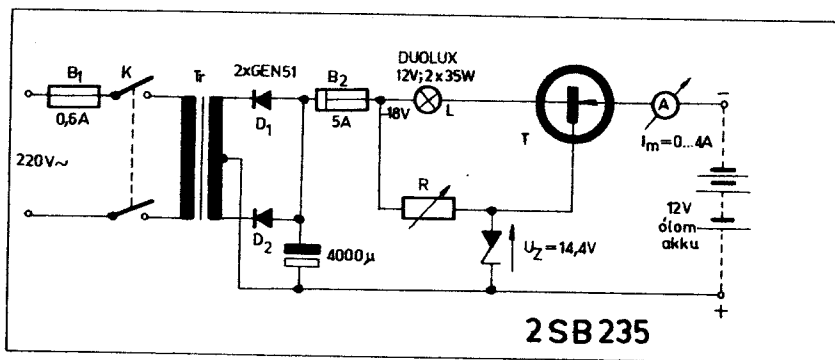 B1
K
Tr
2xGEN51
0,6A
220V~
D1
D2
B2
5A
4000μ
DUOLUX
12V; 2x35W
-18V
L
R
T
UZ=14,4V
A
Im=0...4A
-
12V
ólom
akku
+
2SB235